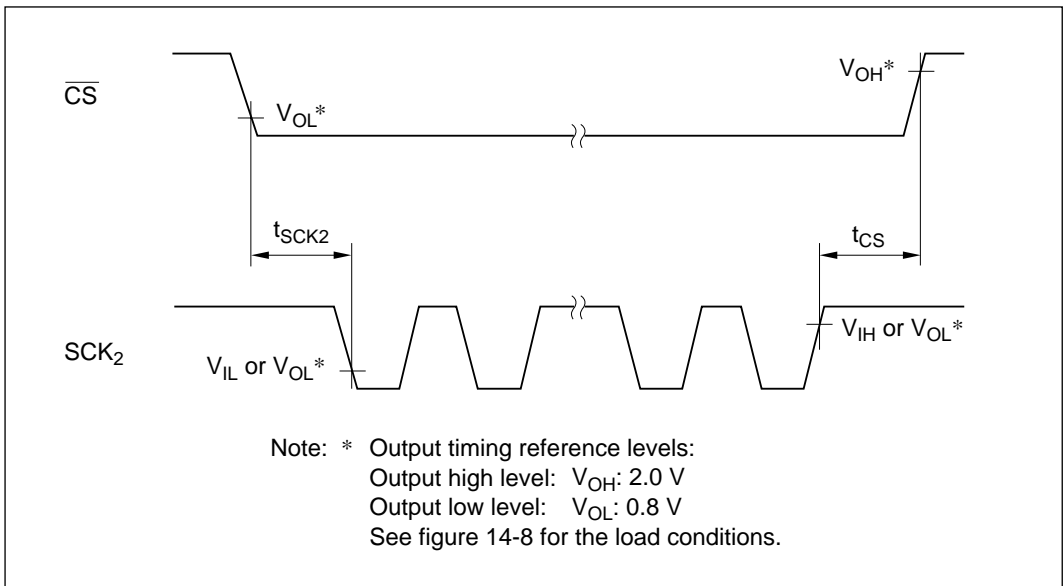 CS
VOL*
VOH*
tSCK2
tCS
SCK2
VIL or VOL*
VIH or VOL*
Note: * Output timing reference levels:
Output high level: VOH: 2.0 V
Output low level: VOL: 0.8 V
See figure 14-8 for the load conditions.